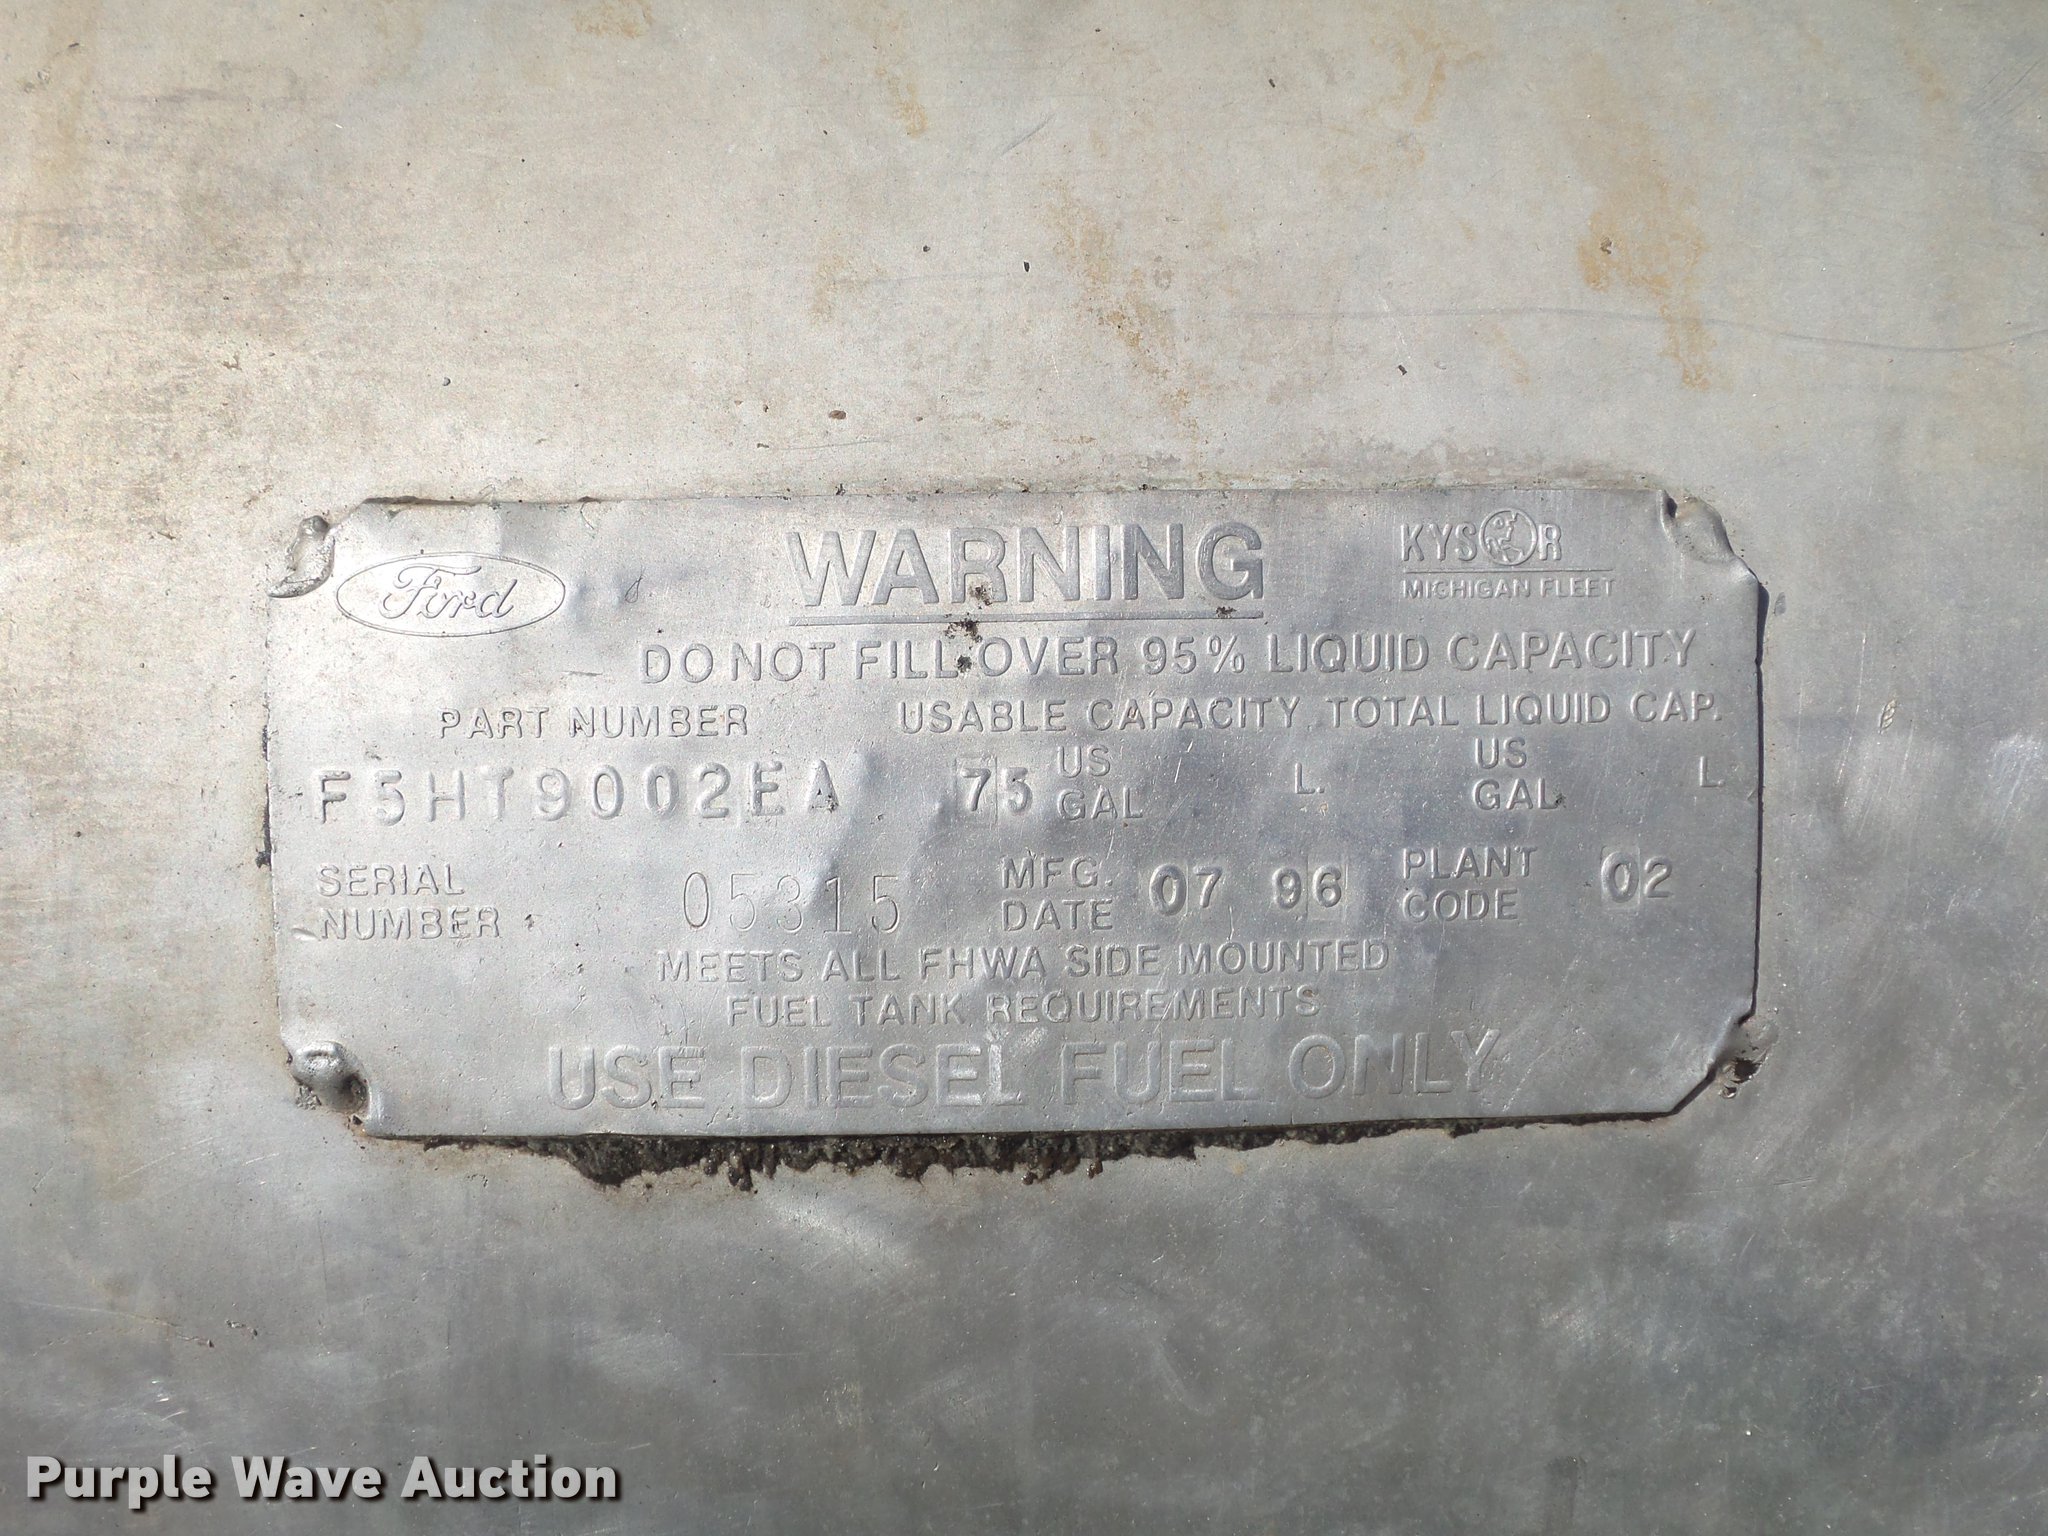 Ford
WARNING
KYSOR
MICHIGAN FLEET
DO NOT FILL OVER 95% LIQUID CAPACITY
PART NUMBER USABLE CAPACITY TOTAL LIQUID CAP.
F5HT9002EA 75 US GAL L. US GAL L
SERIAL NUMBER 05315 MFG. DATE 07 96 PLANT CODE 02
MEETS ALL FHWA SIDE MOUNTED
FUEL TANK REQUIREMENTS
USE DIESEL FUEL ONLY
Purple Wave Auction